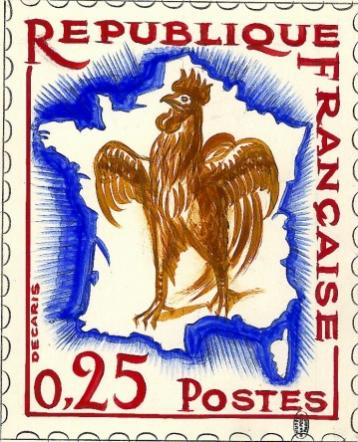 REPUBLIQUE
FRANÇAISE
DECARIS
0,25 POSTES